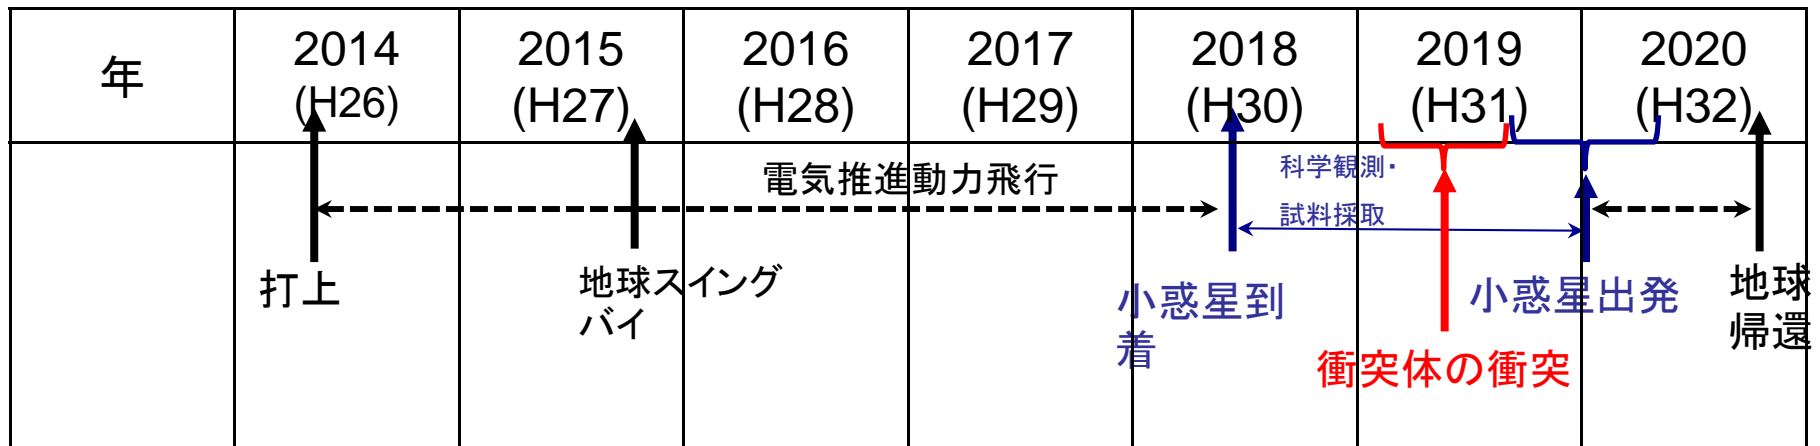 年
2014
(H26)
2015
(H27)
2016
(H28)
2017
(H29)
2018
(H30)
2019
(H31)
2020
(H32)
電気推進動力飛行
科学観測・
試料採取
打上
地球スイング
バイ
小惑星到
着
衝突体の衝突
小惑星出発
地球
帰還